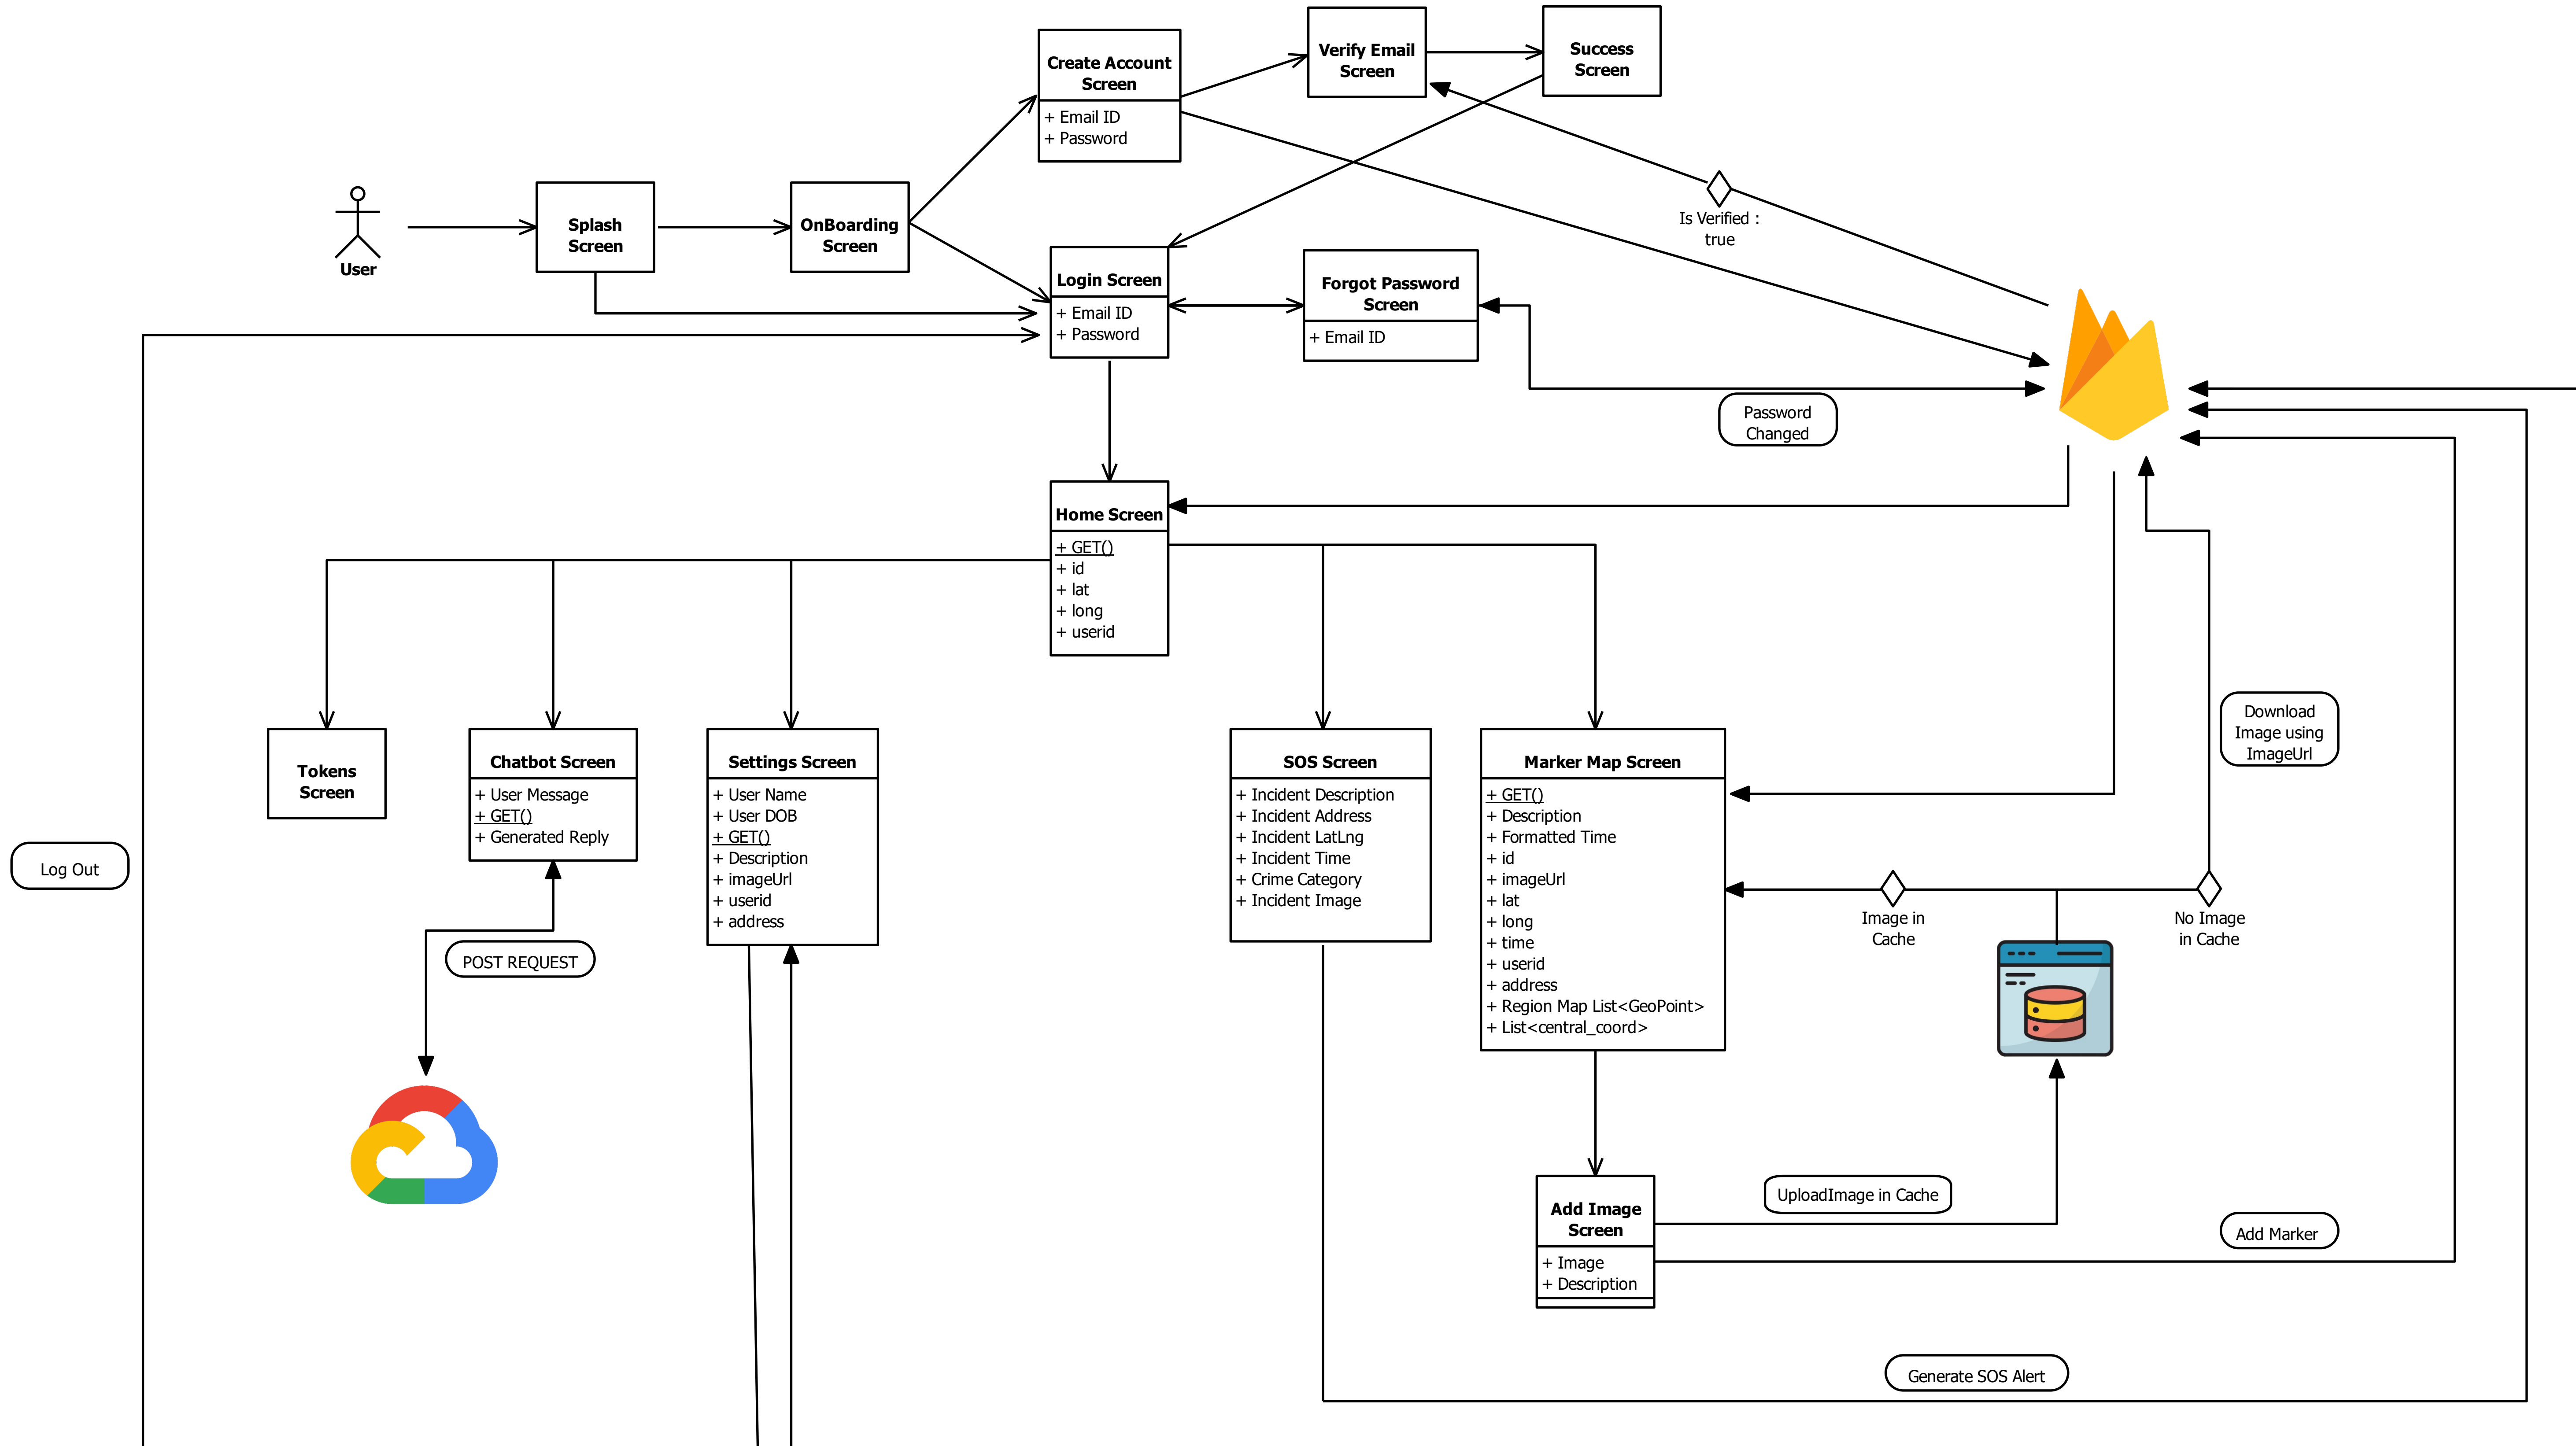 Create Account
Screen
+ Email ID
+ Password
Verify Email
Screen
Success
Screen
User
Splash
Screen
OnBoarding
Screen
Login Screen
+ Email ID
+ Password
Forgot Password
Screen
+ Email ID
Is Verified :
true
Password
Changed
Home Screen
+ GET()
+ id
+ lat
+ long
+ userid
Tokens
Screen
Chatbot Screen
+ User Message
+ GET()
+ Generated Reply
Settings Screen
+ User Name
+ User DOB
+ GET()
+ Description
+ imageUrl
+ userid
+ address
SOS Screen
+ Incident Description
+ Incident Address
+ Incident LatLng
+ Incident Time
+ Crime Category
+ Incident Image
Marker Map Screen
+ GET()
+ Description
+ Formatted Time
+ id
+ imageUrl
+ lat
+ long
+ time
+ userid
+ address
+ Region Map List<GeoPoint>
+ List<central_coord>
Download
Image using
ImageUrl
Log Out
Image in
Cache
No Image
in Cache
POST REQUEST
Add Image
Screen
+ Image
+ Description
UploadImage in Cache
Add Marker
Generate SOS Alert